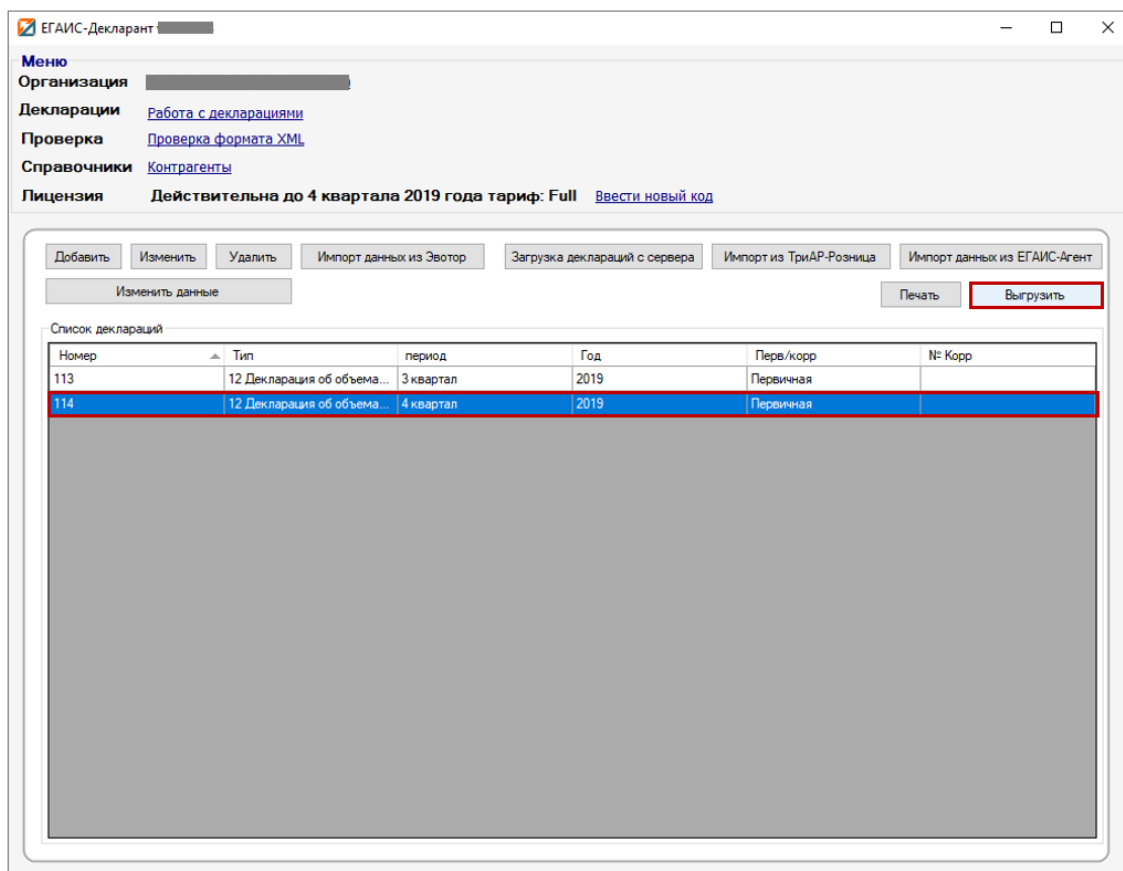 ЕГАИС-Декларант
Меню
Организация
Декларации Работа с декларациями
Проверка Проверка формата XML
Справочники Контрагенты
Лицензия Действительна до 4 квартала 2019 года тариф: Full Ввести новый код
Добавить Изменить Удалить Импорт данных из Эвотор Загрузка деклараций с сервера Импорт из ТриАР-Розница Импорт данных из ЕГАИС-Агент
Изменить данные Печать Выгрузить
Список деклараций
Номер Тип период Год Перв/корр № Корр
113 12 Декларация об объема... 3 квартал 2019 Первичная
114 12 Декларация об объема... 4 квартал 2019 Первичная